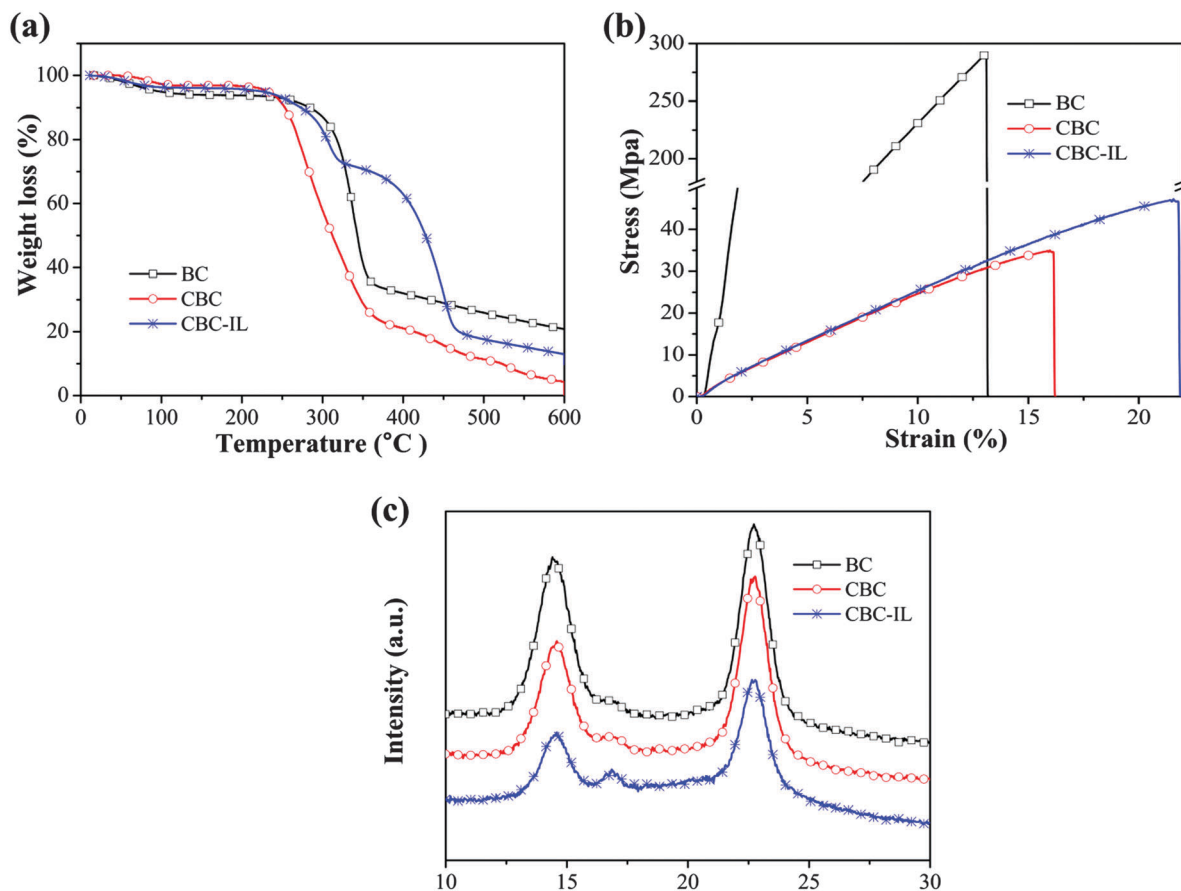 (a)
100
80
60
40
20
0
Weight loss (%)
BC
CBC
CBC-IL
0 100 200 300 400 500 600
Temperature (°C )
(b)
300
250
200
40
30
20
10
0
Stress (Mpa)
BC
CBC
CBC-IL
0 5 10 15 20
Strain (%)
(c)
Intensity (a.u.)
BC
CBC
CBC-IL
10 15 20 25 30